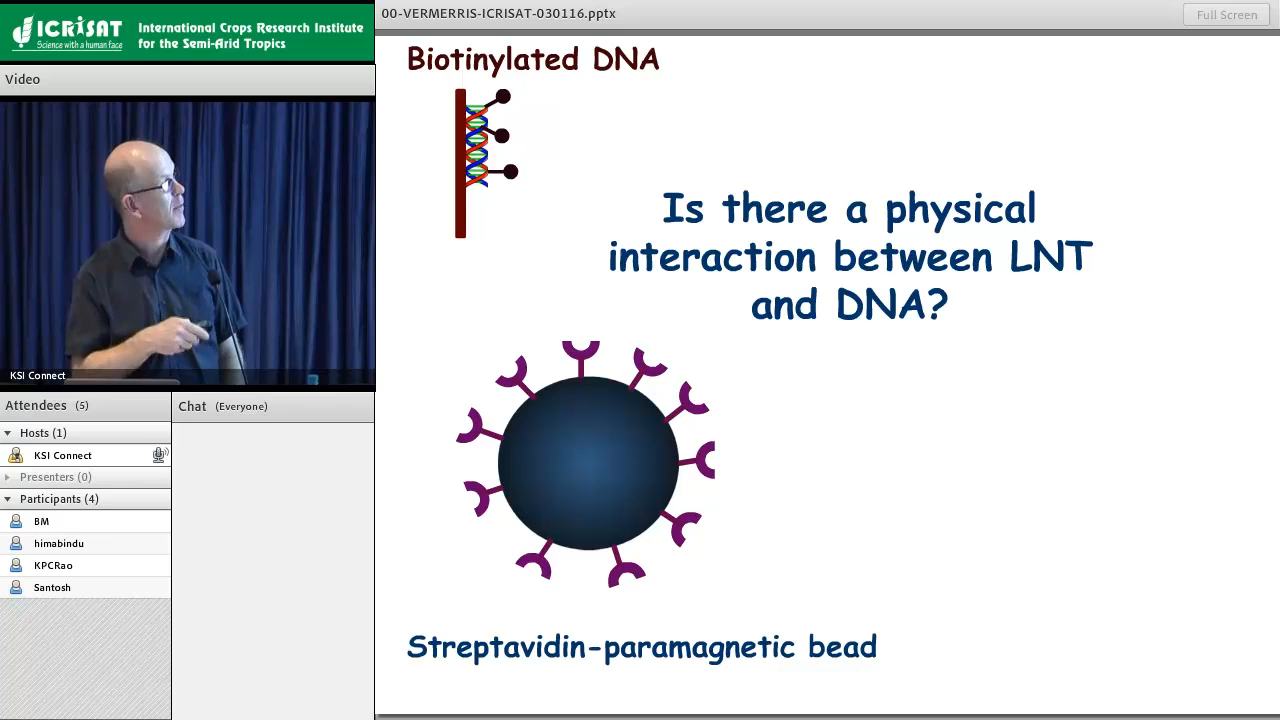 ICRISAT
Science with a human face
International Crops Research Institute
for the Semi-Arid Tropics
00-VERMERRIS-ICRISAT-030116.pptx
Full Screen
Video
KSI Connect
Attendees (5)
Hosts (1)
KSI Connect
Presenters (0)
Participants (4)
BM
himabindu
KPCRao
Santosh
Chat (Everyone)
Biotinylated DNA
Is there a physical
interaction between LNT
and DNA?
Streptavidin-paramagnetic bead